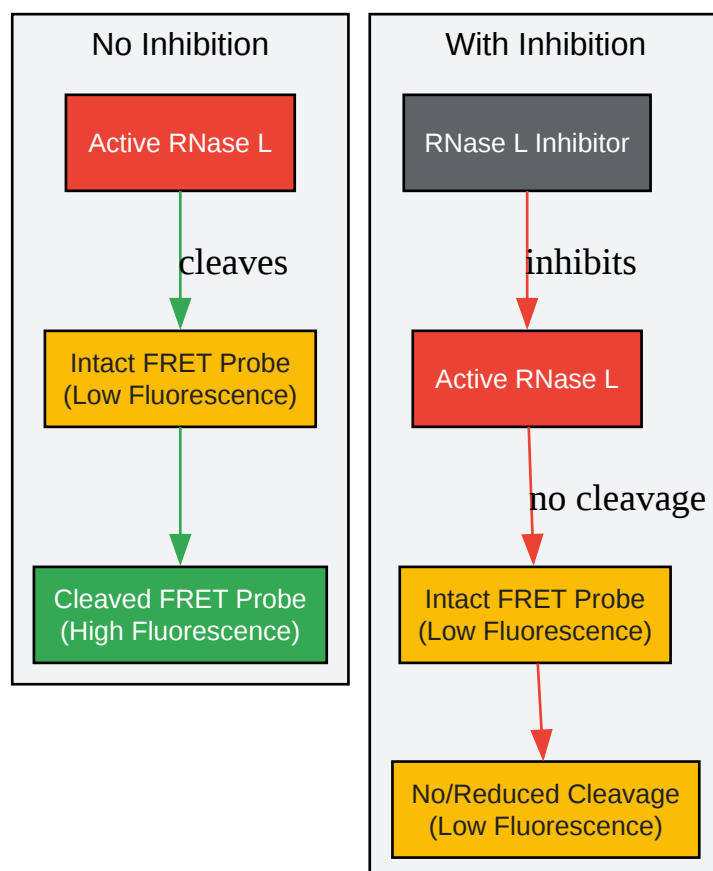 No Inhibition
Active RNase L
cleaves
Intact FRET Probe
(Low Fluorescence)
Cleaved FRET Probe
(High Fluorescence)
With Inhibition
RNase L Inhibitor
inhibits
Active RNase L
no cleavage
Intact FRET Probe
(Low Fluorescence)
No/Reduced Cleavage
(Low Fluorescence)